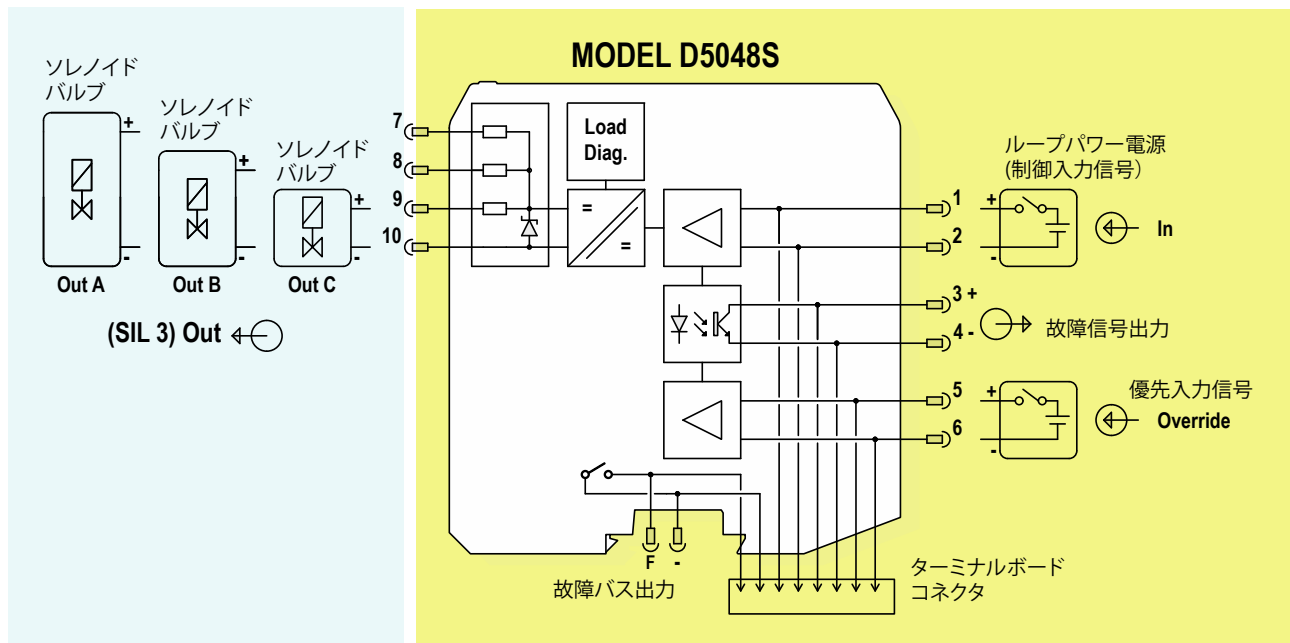 MODEL D5048S
ソレノイド
バルブ
+
-
Out A
ソレノイド
バルブ
+
-
Out B
ソレノイド
バルブ
+
-
Out C
(SIL 3) Out
7
8
9
10
Load
Diag.
=
=
1
2
3 +
4 -
5
6
ループパワー電源
(制御入力信号)
+
-
In
故障信号出力
優先入力信号
+
-
Override
F
-
故障バス出力
ターミナルボード
コネクタ